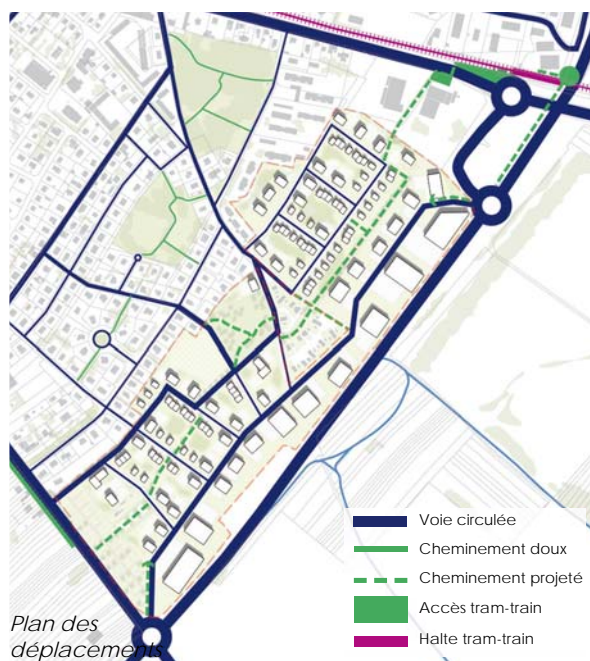 Voie circulée
Cheminement doux
Cheminement projeté
Accès tram-train
Halte tram-train
Plan des
déplacements